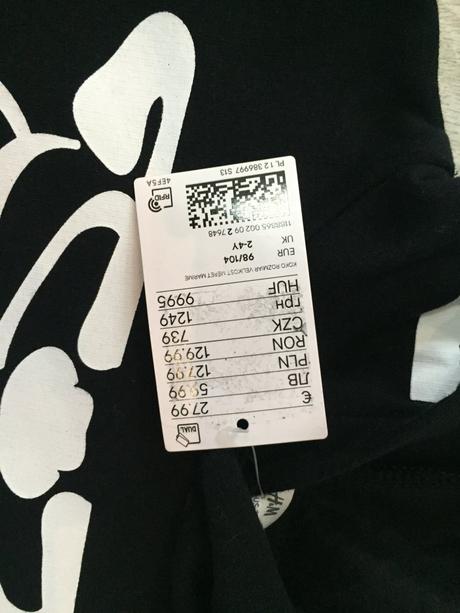 DUAL
€ 27.99
ЛВ 59.99
PLN 127.99
RON 129.99
CZK 739
грн 1249
HUF 9995
KOKO ROZMIAR VELIKOST MÉRET MĂRIME
EUR 98/104
UK 2-4Y
002 09 2 7648
RFID
4EF5A
PL 12 386997 S13
H&M